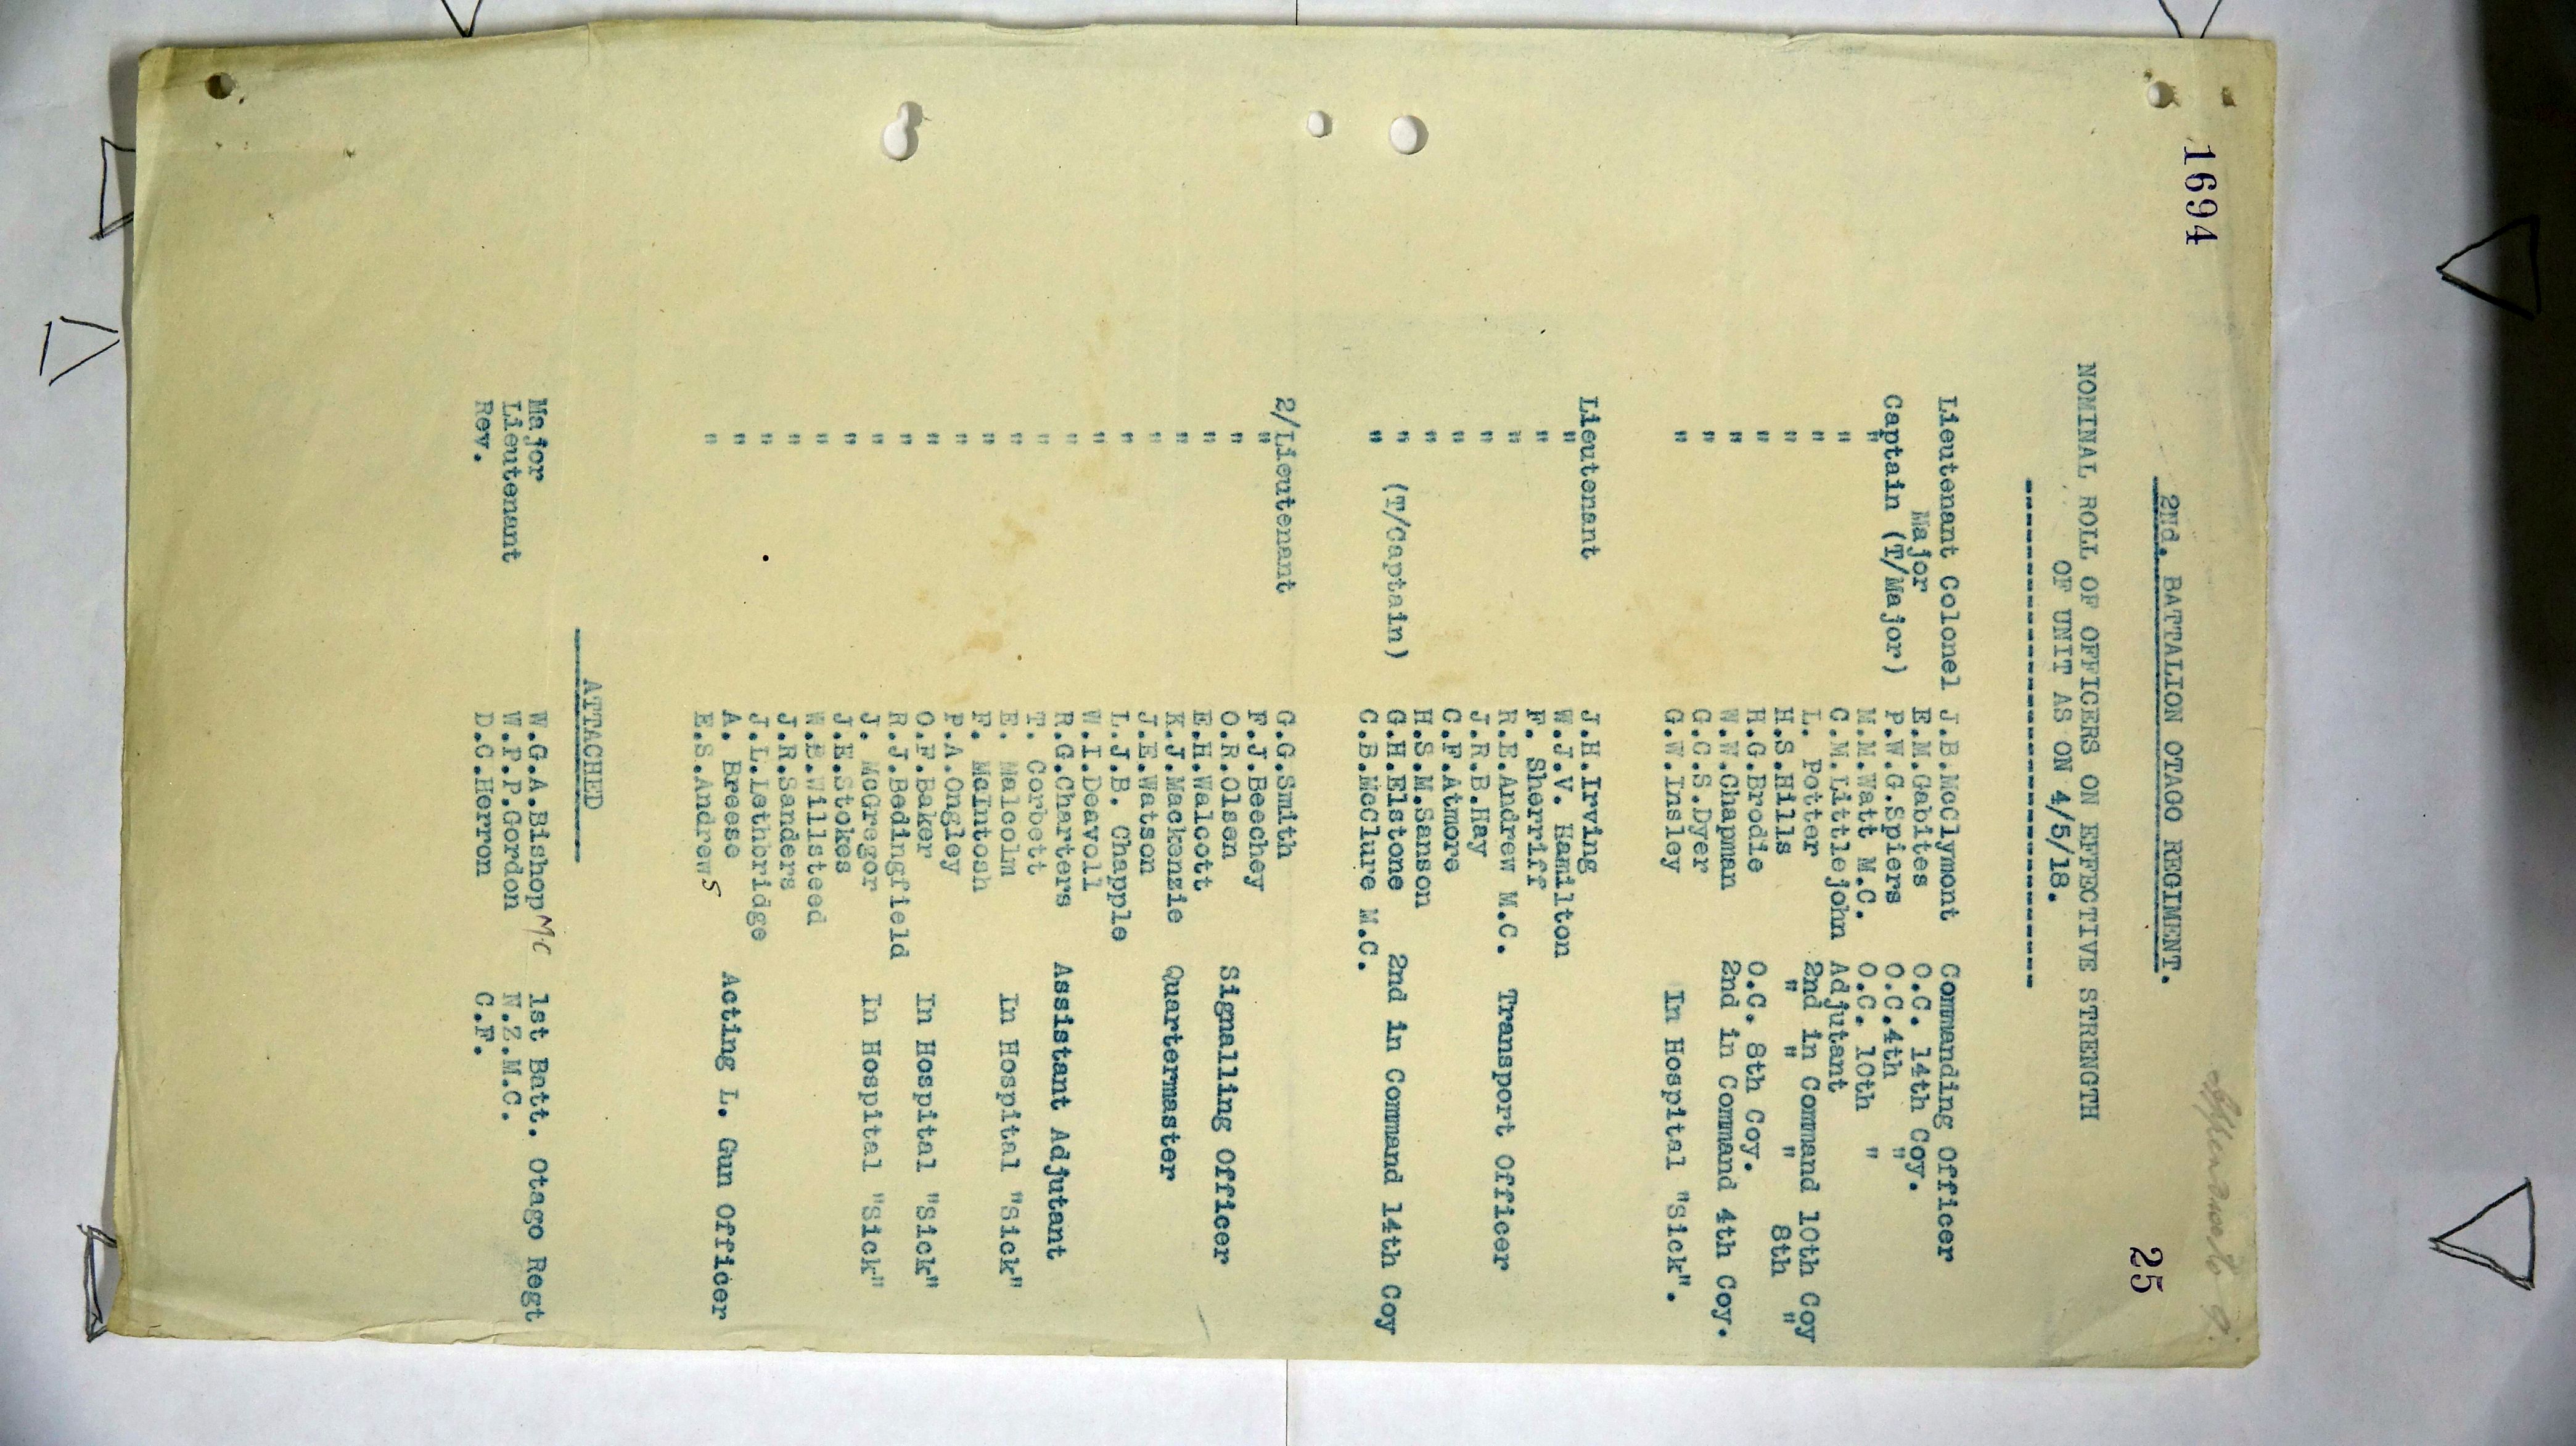 1694
25
2Nd. BATTALION OTAGO REGIMENT.
NOMINAL ROLL OF OFFICERS ON EFFECTIVE STRENGTH
OF UNIT AS ON 4/5/18.
Lieutenant Colonel J.B.McClymont Commanding Officer
Major E.M.Gabites O.C. 14th Coy.
Captain (T/Major) P.W.G.Spiers O.C.4th "
" M.M.Watt M.C. O.C. 10th "
" C.M.Littlejohn Adjutant
" L. Potter 2nd in Command 10th Coy
" H.S.Hills " " " 8th "
" R.G.Brodie O.C. 8th Coy.
" W.W.Chapman 2nd in Command 4th Coy.
" G.C.S.Dyer
" G.W.Insley In Hospital "Sick".
Lieutenant J.H.Irving
" W.J.V. Hamilton
" F. Sherriff
" R.E.Andrew M.C. Transport Officer
" J.R.B.Hay
" C.F.Atmore
" H.S.M.Sanson
" (T/Captain) G.H.Elstone 2nd in Command 14th Coy
" C.B.McClure M.C.
2/Lieutenant G.G.Smith
" F.J.Beechey
" O.R.Olsen Signalling Officer
" E.H.Walcott
" K.J.Mackenzie Quartermaster
" J.E.Watson
" L.J.B. Chapple
" W.I.Deavoll
" R.G.Charters Assistant Adjutant
" T. Corbett
" E. Malcolm In Hospital "Sick"
" F. McIntosh
" P.A.Ongley
" O.F.Baker In Hospital "Sick"
" R.J.Bedingfield
" J. McGregor In Hospital "Sick"
" J.E.Stokes
" W.B.Willsteed
" J.R.Sanders
" J.L.Lethbridge
" A. Breese Acting L. Gun Officer
" E.S.Andrews
ATTACHED
Major W.G.A.Bishop M.C 1st Batt. Otago Regt
Lieutenant W.P.P.Gordon N.Z.M.C.
Rev. D.C.Herron C.F.